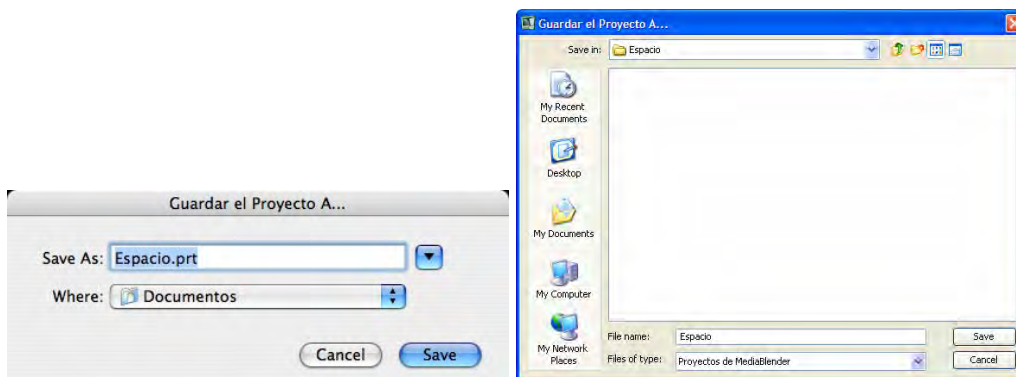 Guardar el Proyecto A...
Save As: Espacio.prt
Where: Documentos
Cancel Save
Guardar el Proyecto A...
Save in: Espacio
My Recent
Documents
Desktop
My Documents
My Computer
My Network
Places
File name: Espacio Save
Files of type: Proyectos de MediaBlender Cancel